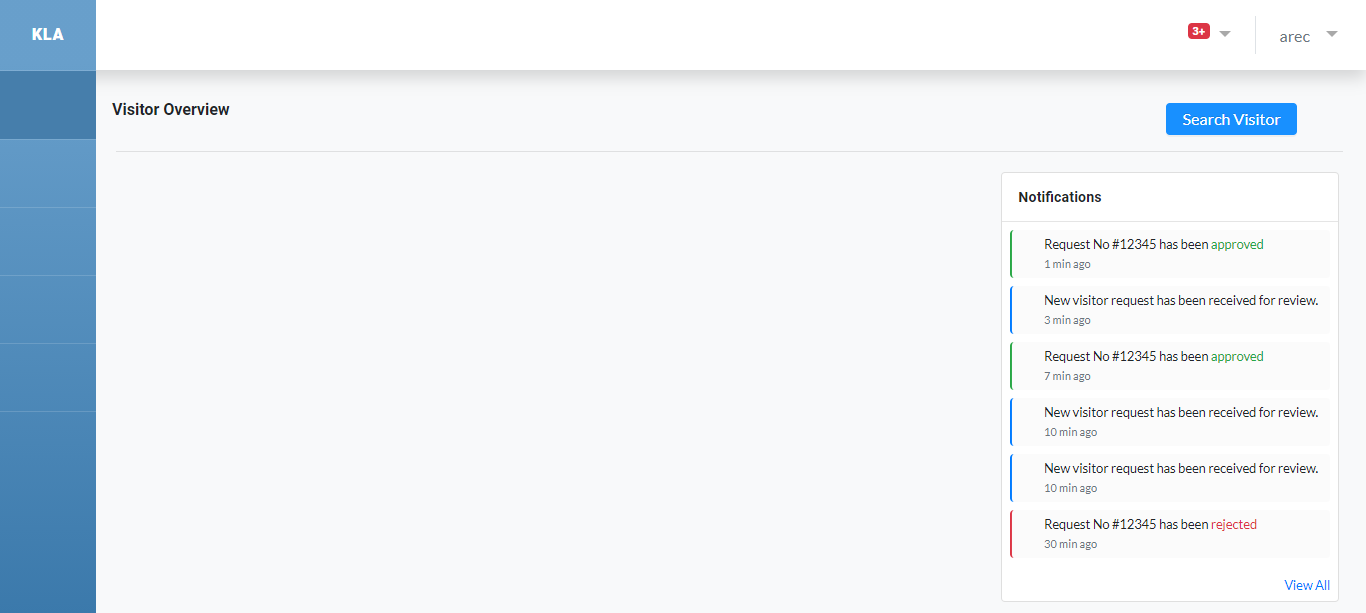 KLA
3+
arec
Visitor Overview
Search Visitor
Notifications
Request No #12345 has been approved
1 min ago
New visitor request has been received for review.
3 min ago
Request No #12345 has been approved
7 min ago
New visitor request has been received for review.
10 min ago
New visitor request has been received for review.
10 min ago
Request No #12345 has been rejected
30 min ago
View All